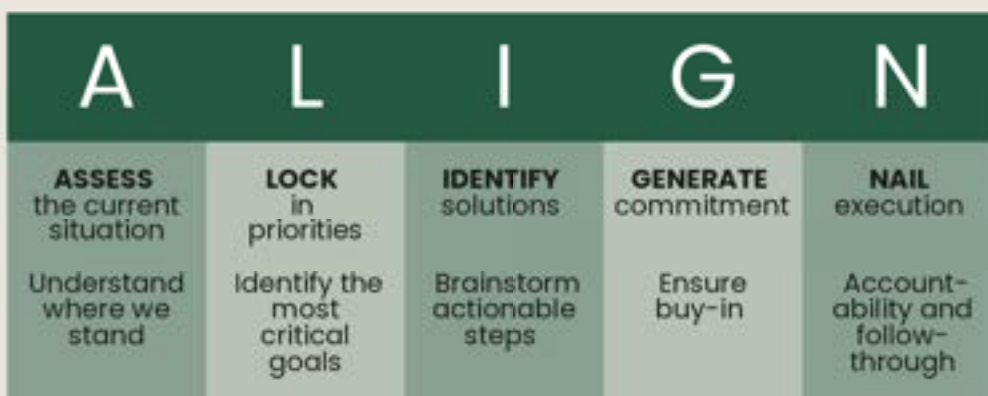 A L I G N
ASSESS
the current
situation
Understand
where we
stand
LOCK
in
priorities
Identify the
most
critical
goals
IDENTIFY
solutions
Brainstorm
actionable
steps
GENERATE
commitment
Ensure
buy-in
NAIL
execution
Account-
ability and
follow-
through